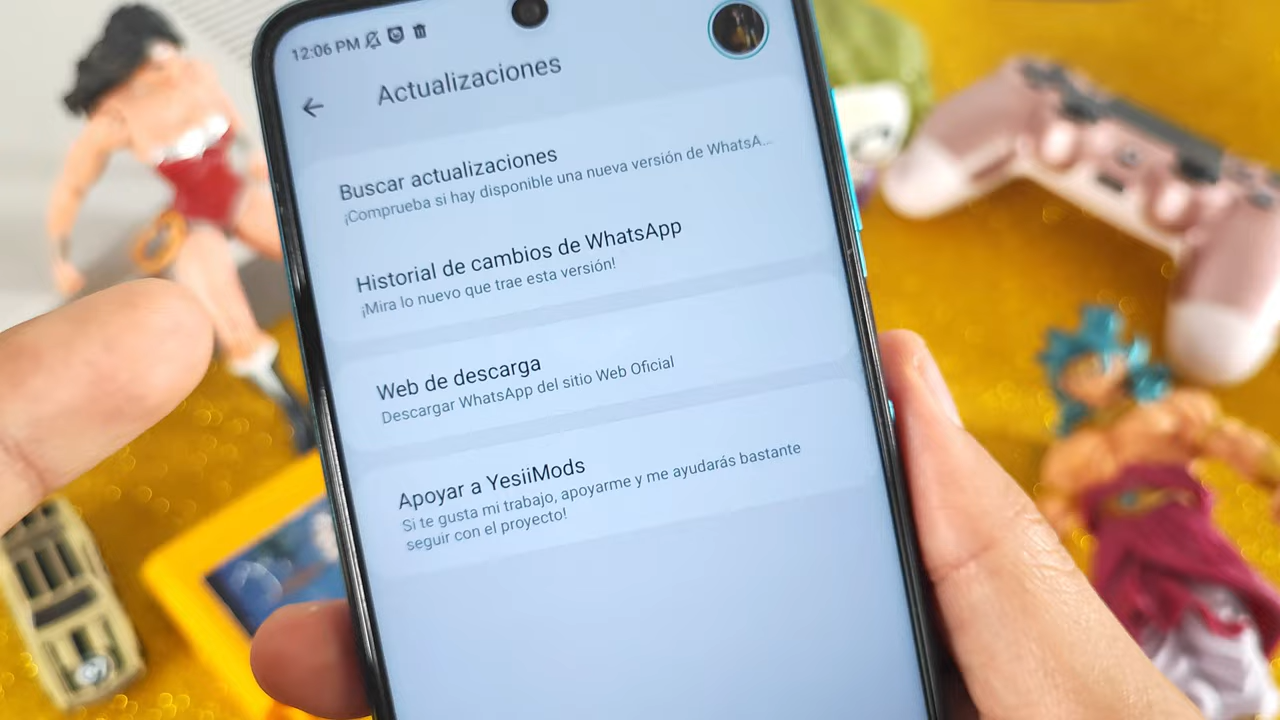 12:06 PM
Actualizaciones
Buscar actualizaciones
¡Comprueba si hay disponible una nueva versión de WhatsA...
Historial de cambios de WhatsApp
¡Mira lo nuevo que trae esta versión!
Web de descarga
Descargar WhatsApp del sitio Web Oficial
Apoyar a YesiiMods
Si te gusta mi trabajo, apoyarme y me ayudarás bastante
seguir con el proyecto!